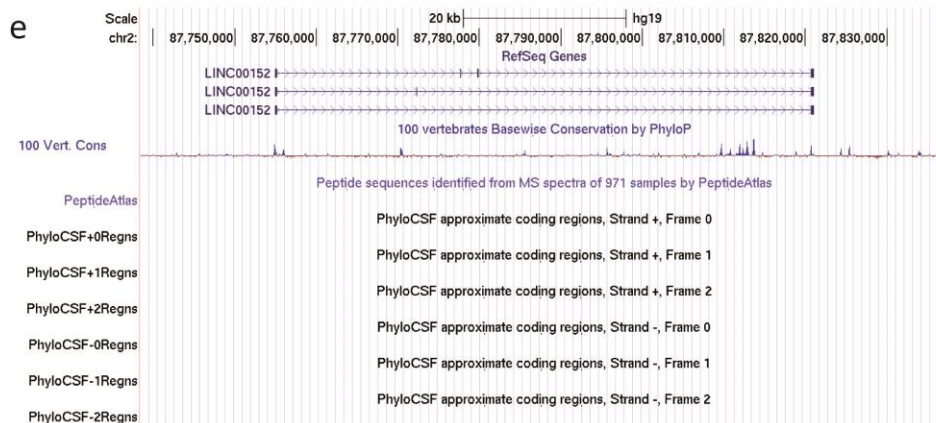 e
Scale 20 kb hg19
chr2: 87,750,000 87,760,000 87,770,000 87,780,000 87,790,000 87,800,000 87,810,000 87,820,000 87,830,000
RefSeq Genes
LINC00152
LINC00152
LINC00152
100 vertebrates Basewise Conservation by PhyloP
100 Vert. Cons
Peptide sequences identified from MS spectra of 971 samples by PeptideAtlas
PeptideAtlas
PhyloCSF approximate coding regions, Strand +, Frame 0
PhyloCSF+0Regns
PhyloCSF approximate coding regions, Strand +, Frame 1
PhyloCSF+1Regns
PhyloCSF approximate coding regions, Strand +, Frame 2
PhyloCSF+2Regns
PhyloCSF approximate coding regions, Strand -, Frame 0
PhyloCSF-0Regns
PhyloCSF approximate coding regions, Strand -, Frame 1
PhyloCSF-1Regns
PhyloCSF approximate coding regions, Strand -, Frame 2
PhyloCSF-2Regns